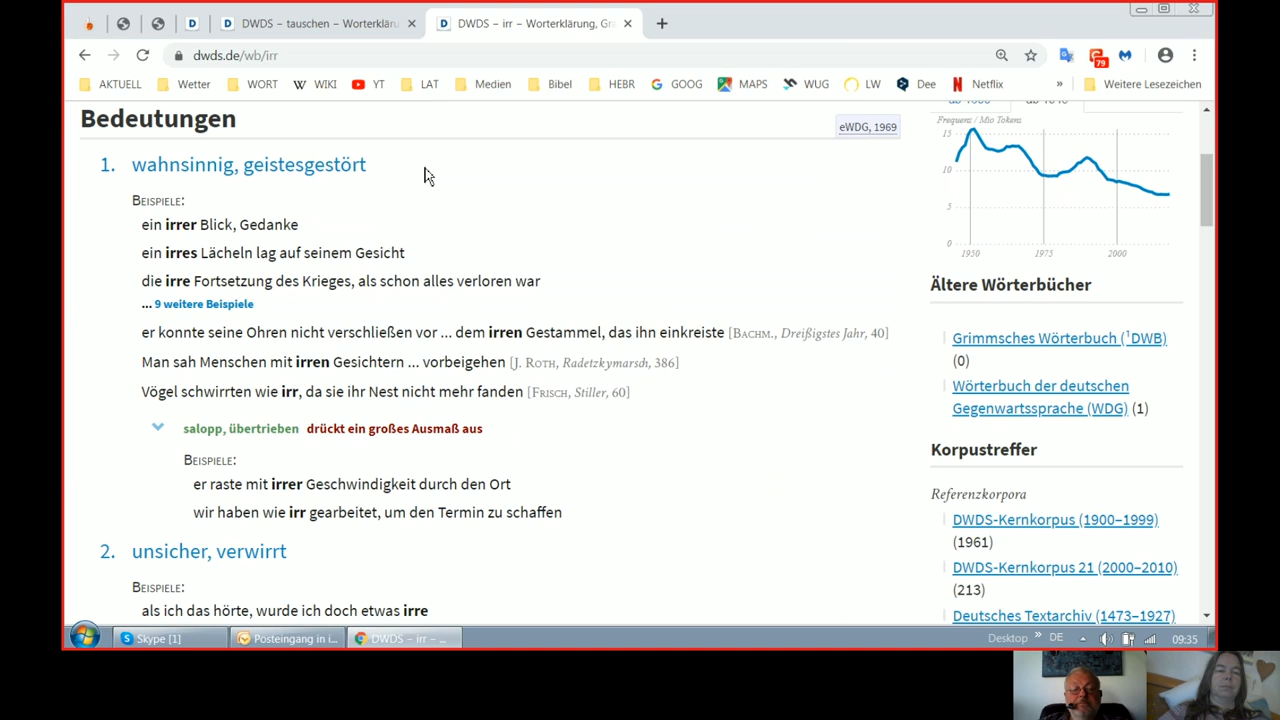 DWDS – tauschen – Worterkläru
DWDS – irr – Worterklärung, Gr
dwds.de/wb/irr
79
AKTUELL Wetter WORT WIKI YT LAT Medien Bibel HEBR GOOG MAPS WUG LW Dee Netflix » Weitere Lesezeichen
Bedeutungen
eWDG, 1969
1. wahnsinnig, geistesgestört
BEISPIELE:
ein irrer Blick, Gedanke
ein irres Lächeln lag auf seinem Gesicht
die irre Fortsetzung des Krieges, als schon alles verloren war
... 9 weitere Beispiele
er konnte seine Ohren nicht verschließen vor ... dem irren Gestammel, das ihn einkreiste [BACHM., Dreißigstes Jahr, 40]
Man sah Menschen mit irren Gesichtern ... vorbeigehen [J. ROTH, Radetzkymarsch, 386]
Vögel schwirrten wie irr, da sie ihr Nest nicht mehr fanden [FRISCH, Stiller, 60]
salopp, übertrieben drückt ein großes Ausmaß aus
BEISPIELE:
er raste mit irrer Geschwindigkeit durch den Ort
wir haben wie irr gearbeitet, um den Termin zu schaffen
2. unsicher, verwirrt
BEISPIELE:
als ich das hörte, wurde ich doch etwas irre
Frequenz / Mio Tokens
15
10
5
0
1950 1975 2000
Ältere Wörterbücher
Grimmsches Wörterbuch (¹DWB)
(0)
Wörterbuch der deutschen
Gegenwartssprache (WDG) (1)
Korpustreffer
Referenzkorpora
DWDS-Kernkorpus (1900–1999)
(1961)
DWDS-Kernkorpus 21 (2000–2010)
(213)
Deutsches Textarchiv (1473–1927)
Skype [1] Posteingang in i... DWDS – irr – ... Desktop » DE 09:35